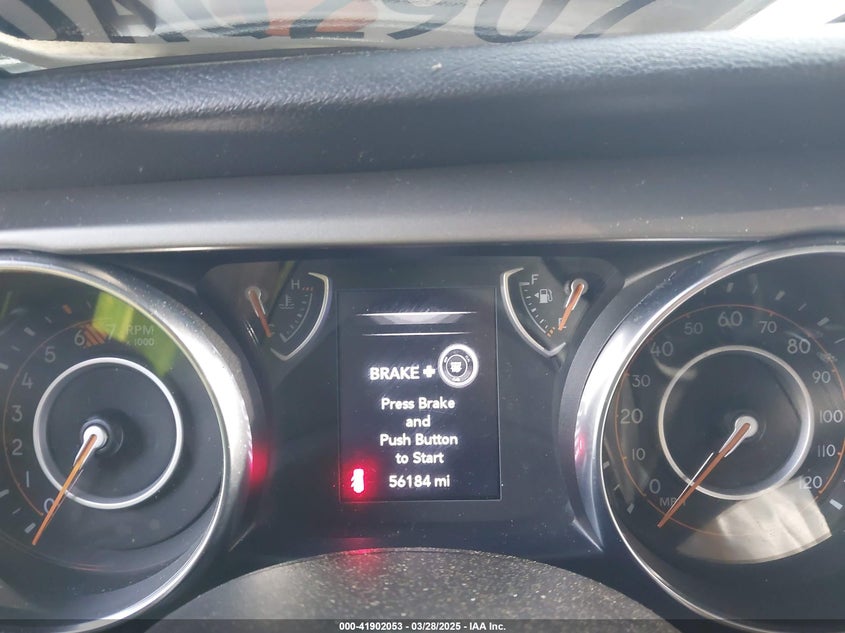 H
F
7 RPM
6 x 1000
5
4
3
2
1
0
BRAKE +
Press Brake
and
Push Button
to Start
56184 mi
0 10 20 30 40 50 60 70 80 90 100 110 120
MPH
000-41902053 — 03/28/2025 — IAA Inc.